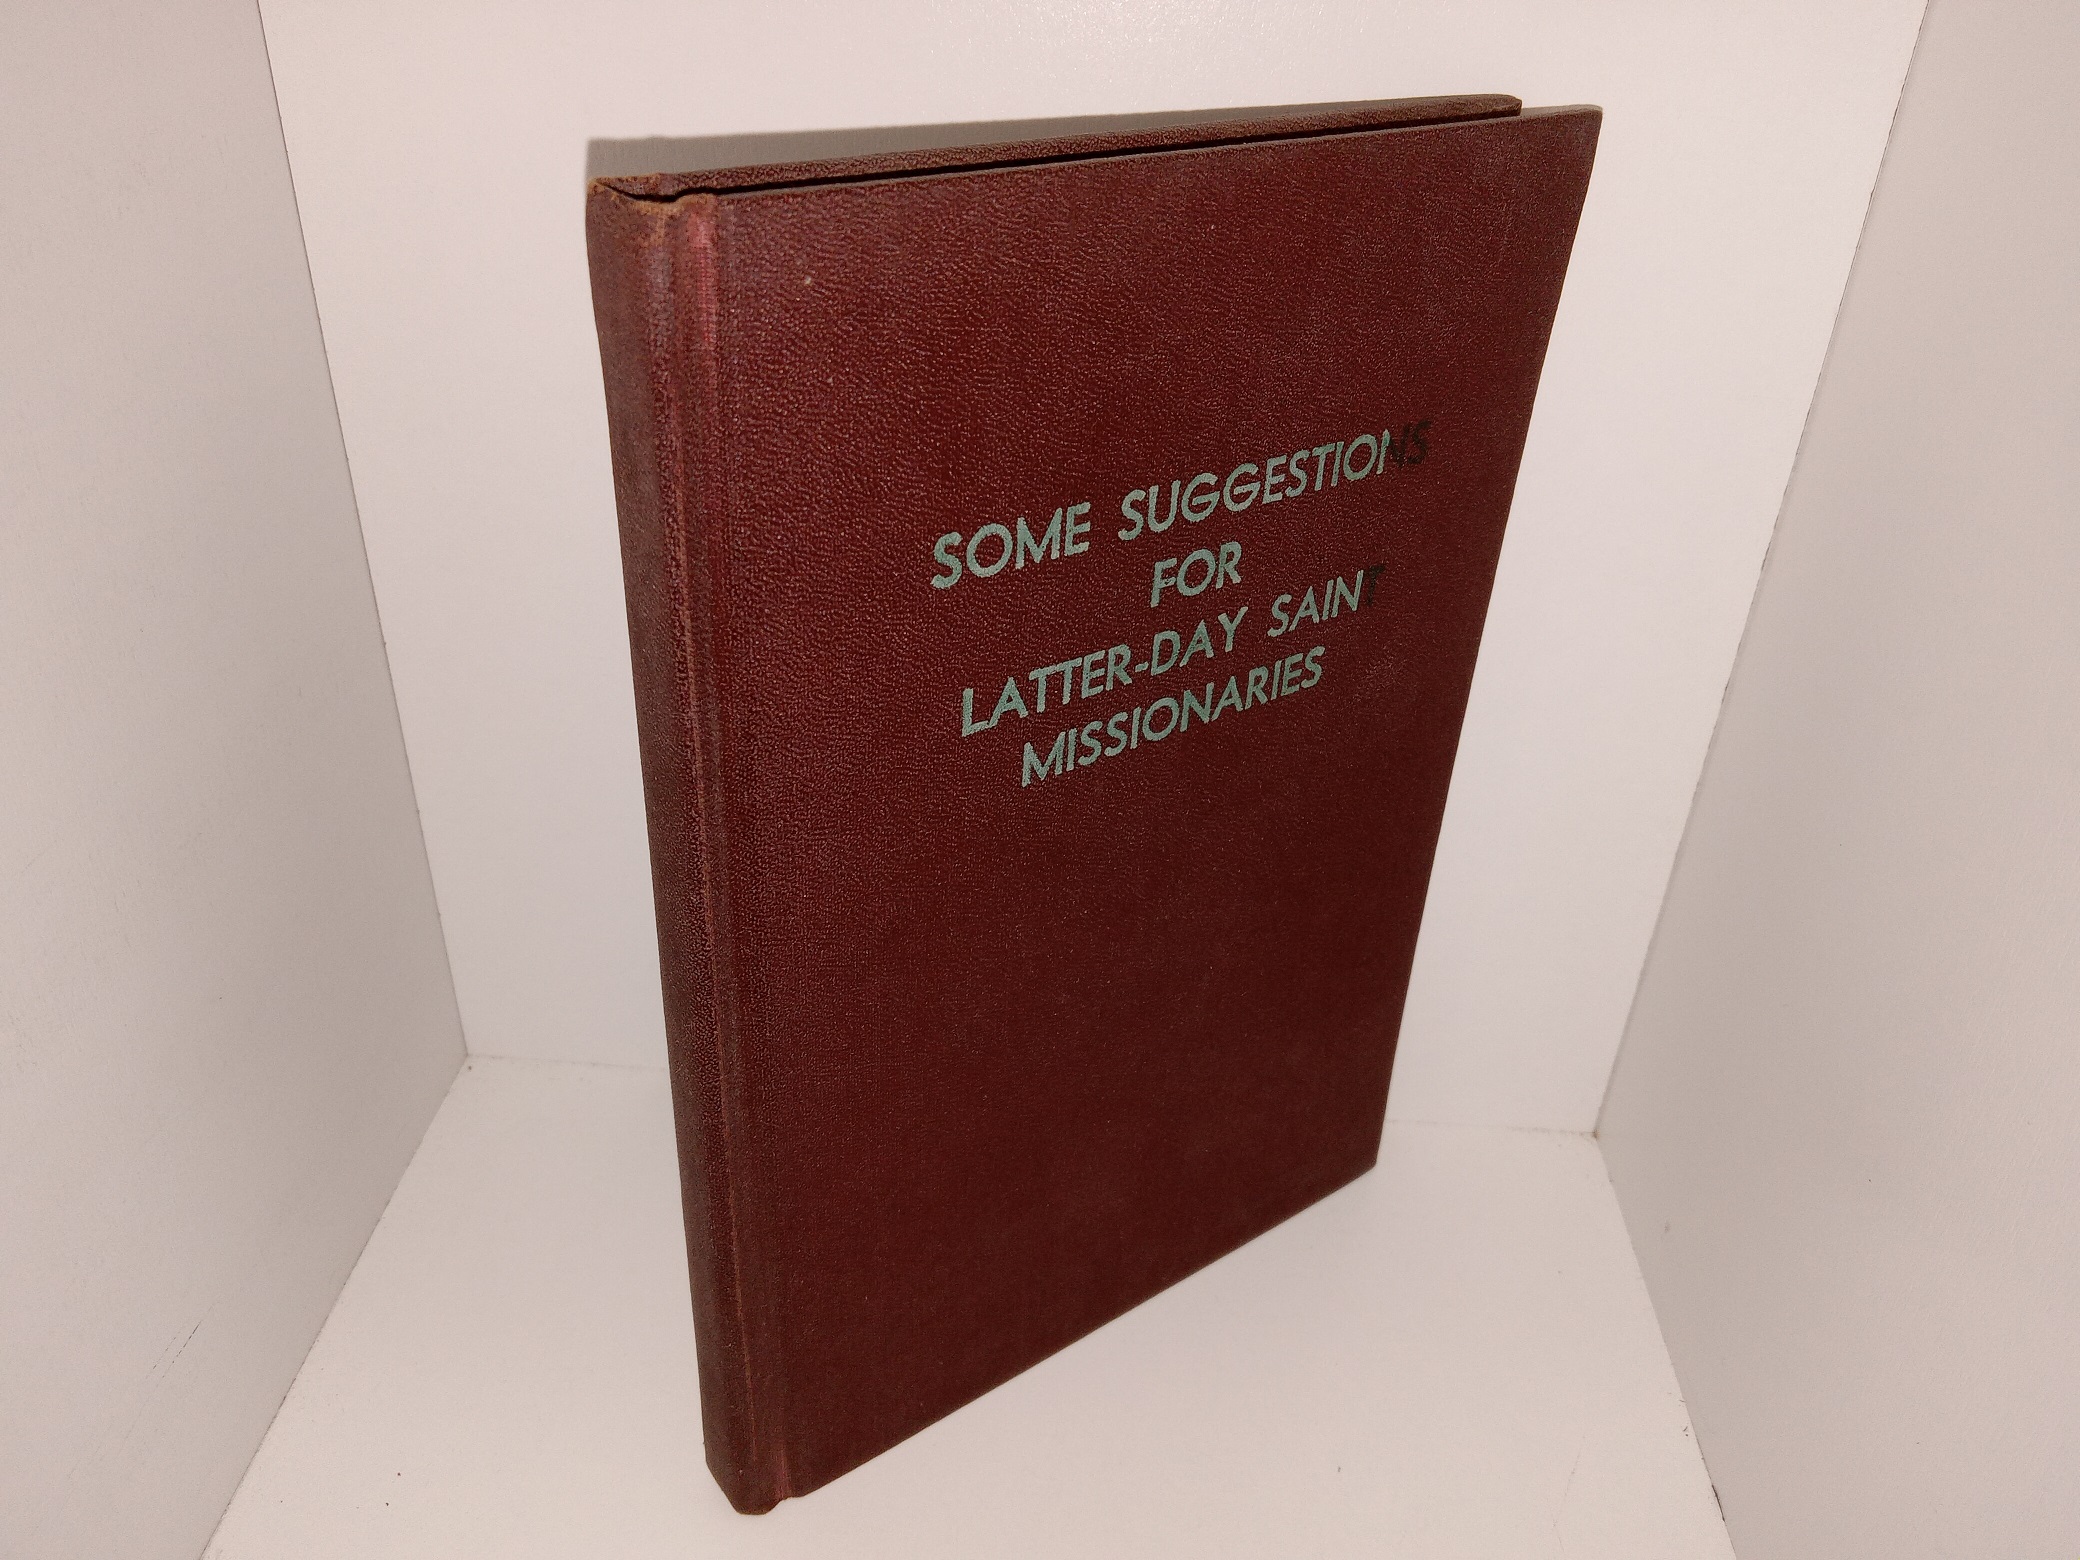 SOME SUGGESTIONS
FOR
LATTER-DAY SAINT
MISSIONARIES